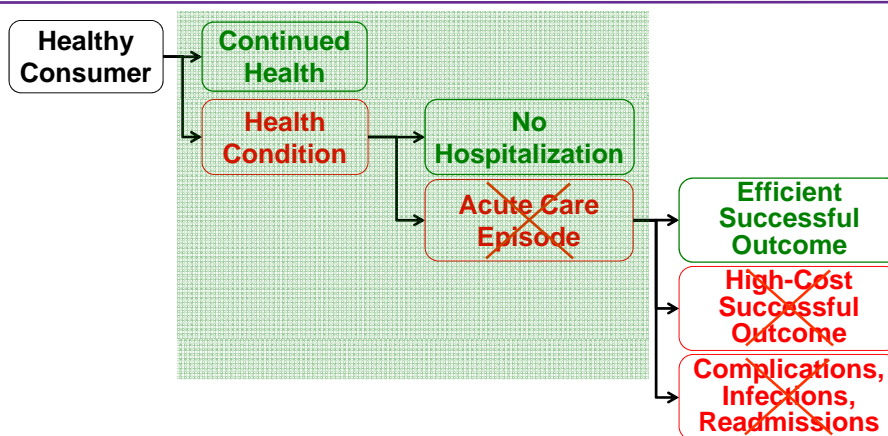 Healthy
Consumer
Continued
Health
Health
Condition
No
Hospitalization
Acute Care
Episode
Efficient
Successful
Outcome
High-Cost
Successful
Outcome
Complications,
Infections,
Readmissions